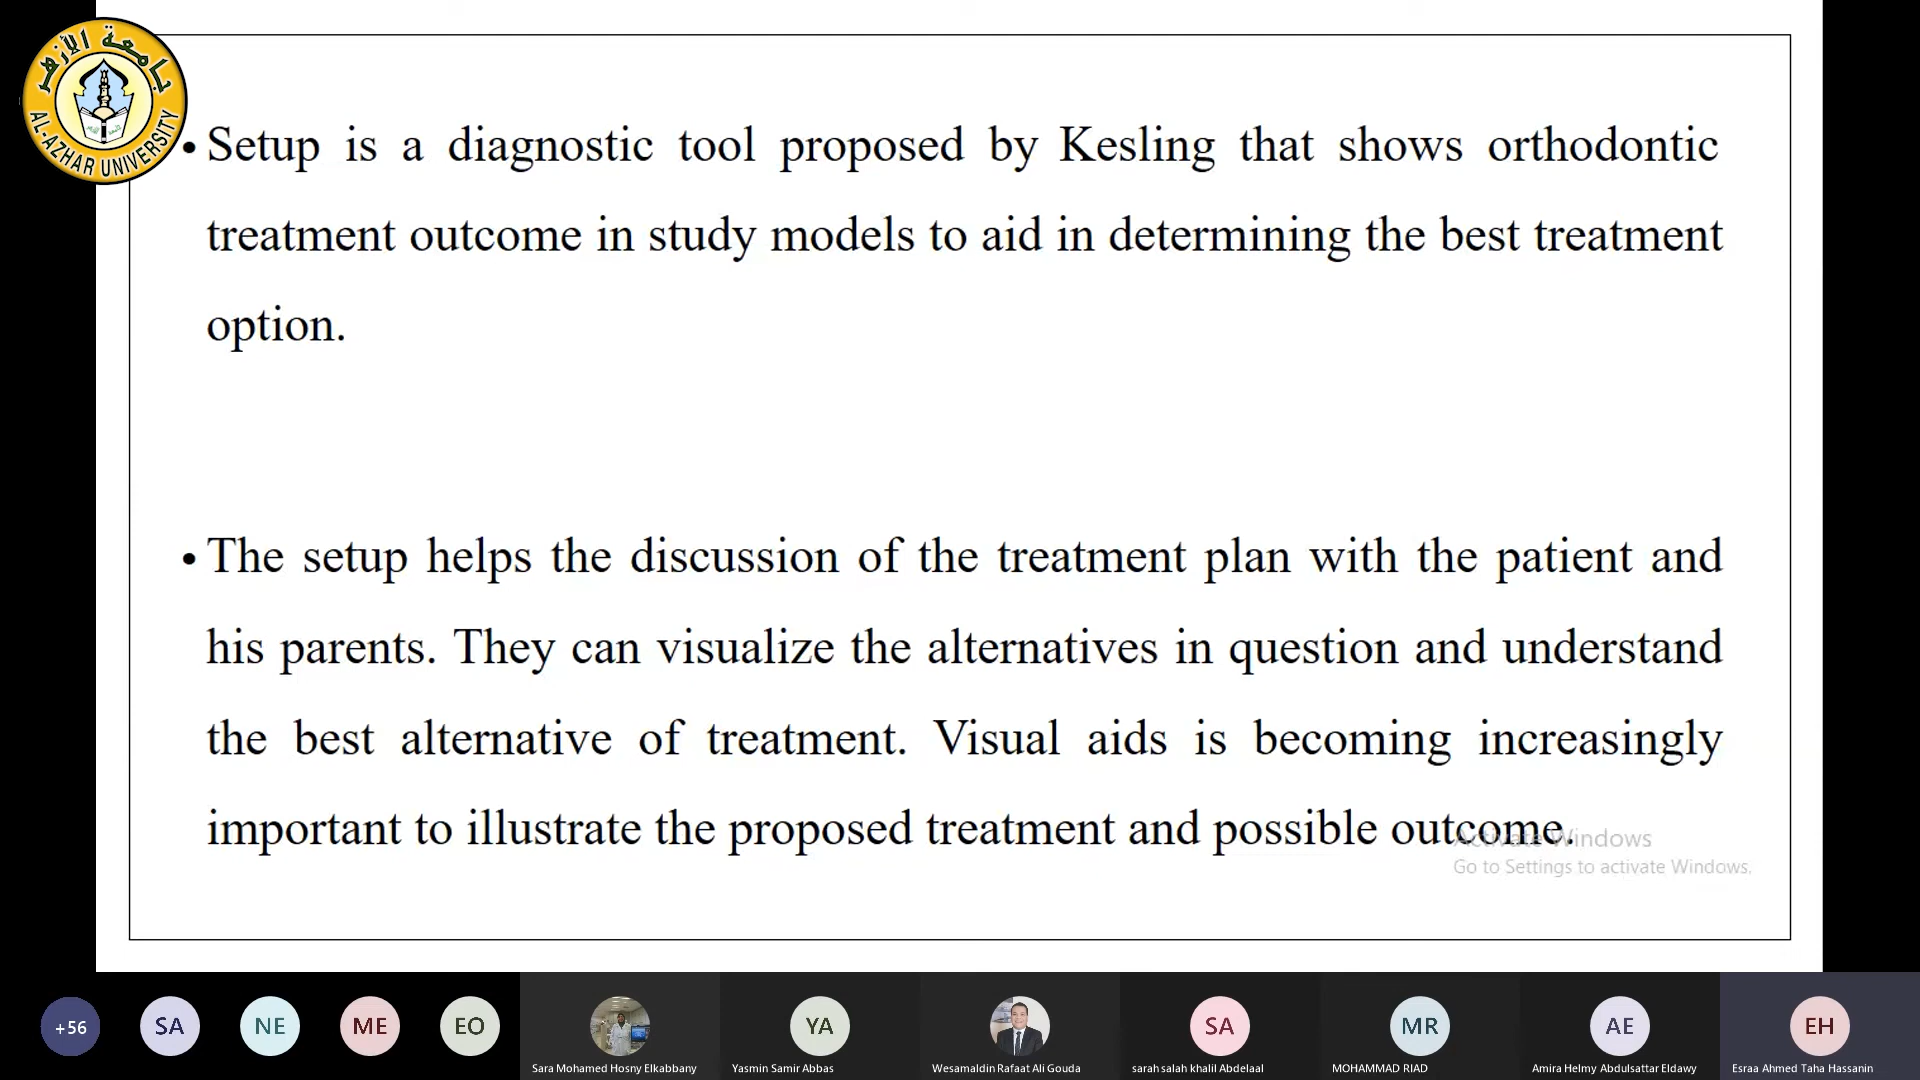 جامعة الأزهر
AL-AZHAR UNIVERSITY
• Setup is a diagnostic tool proposed by Kesling that shows orthodontic
treatment outcome in study models to aid in determining the best treatment
option.
• The setup helps the discussion of the treatment plan with the patient and
his parents. They can visualize the alternatives in question and understand
the best alternative of treatment. Visual aids is becoming increasingly
important to illustrate the proposed treatment and possible outcome.
Activate Windows
Go to Settings to activate Windows.
+56
SA
NE
ME
EO
YA
SA
MR
AE
EH
Sara Mohamed Hosny Elkabbany
Yasmin Samir Abbas
Wesamaldin Rafaat Ali Gouda
sarah salah khalil Abdelaal
MOHAMMAD RIAD
Amira Helmy Abdulsattar Eldawy
Esraa Ahmed Taha Hassanin